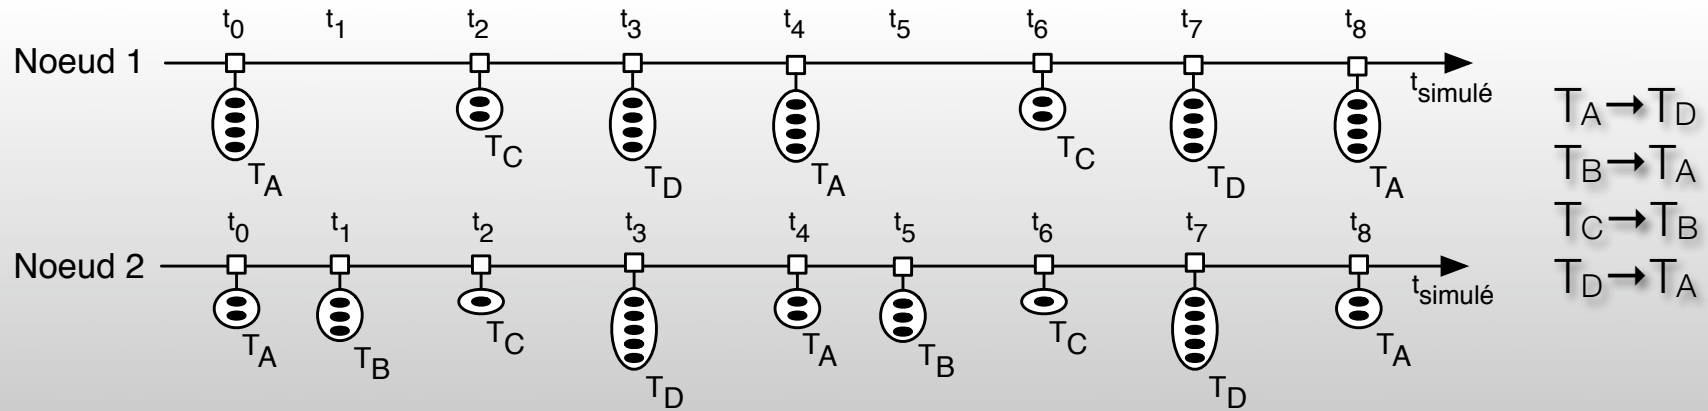 t0 t1 t2 t3 t4 t5 t6 t7 t8
Noeud 1
tsimulé
TA TC TD TA TC TD TA
t0 t1 t2 t3 t4 t5 t6 t7 t8
Noeud 2
tsimulé
TA TB TC TD TA TB TC TD TA
TA→TD
TB→TA
TC→TB
TD→TA